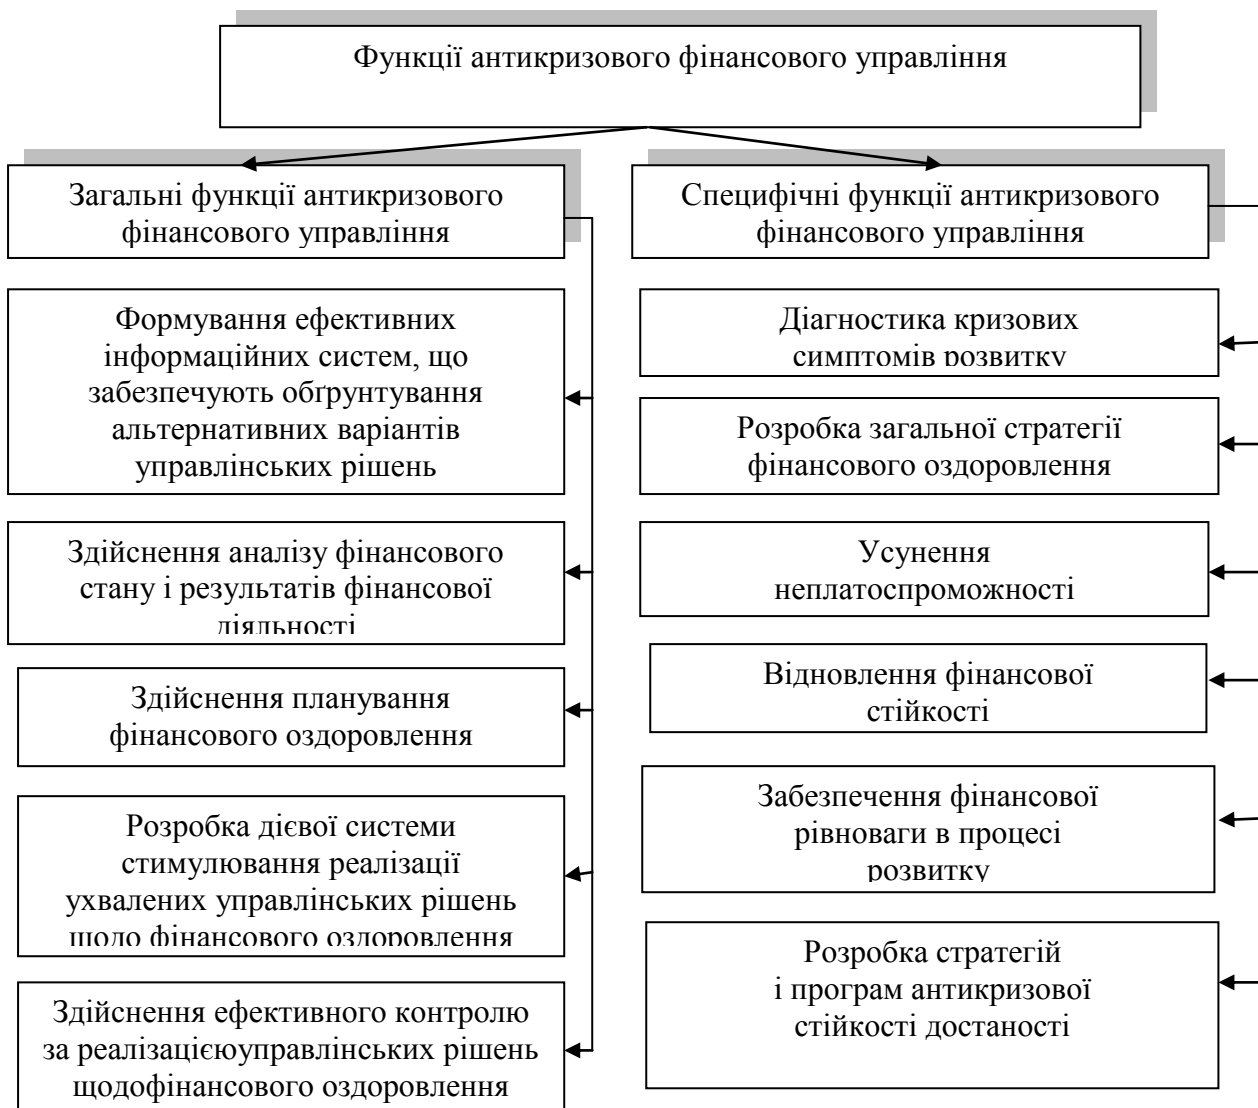 Функції антикризового фінансового управління
Загальні функції антикризового
фінансового управління
Формування ефективних
інформаційних систем, що
забезпечують обґрунтування
альтернативних варіантів
управлінських рішень
Здійснення аналізу фінансового
стану і результатів фінансової
діяльності
Здійснення планування
фінансового оздоровлення
Розробка дієвої системи
стимулювання реалізації
ухвалених управлінських рішень
щодо фінансового оздоровлення
Здійснення ефективного контролю
за реалізацієюуправлінських рішень
щодофінансового оздоровлення
Специфічні функції антикризового
фінансового управління
Діагностика кризових
симптомів розвитку
Розробка загальної стратегії
фінансового оздоровлення
Усунення
неплатоспроможності
Відновлення фінансової
стійкості
Забезпечення фінансової
рівноваги в процесі
розвитку
Розробка стратегій
і програм антикризової
стійкості достаності